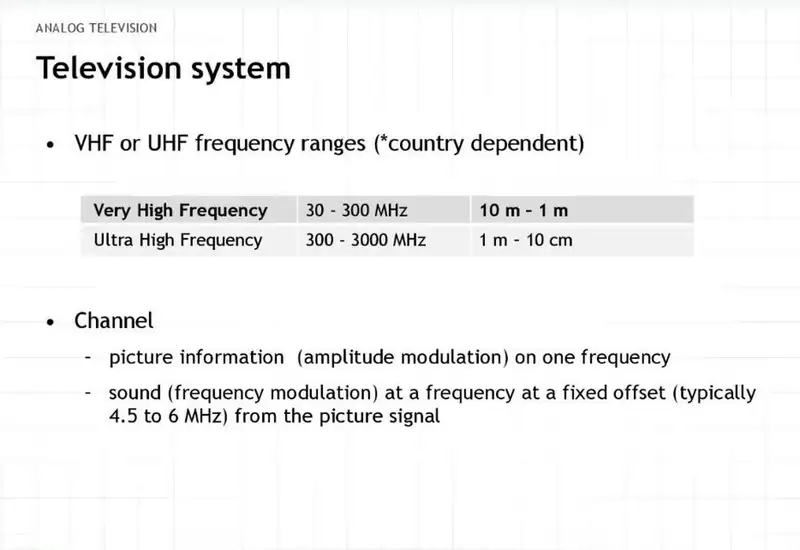 ANALOG TELEVISION
Television system
• VHF or UHF frequency ranges (*country dependent)
Very High Frequency 30 - 300 MHz 10 m – 1 m
Ultra High Frequency 300 - 3000 MHz 1 m – 10 cm
• Channel
– picture information (amplitude modulation) on one frequency
– sound (frequency modulation) at a frequency at a fixed offset (typically
4.5 to 6 MHz) from the picture signal